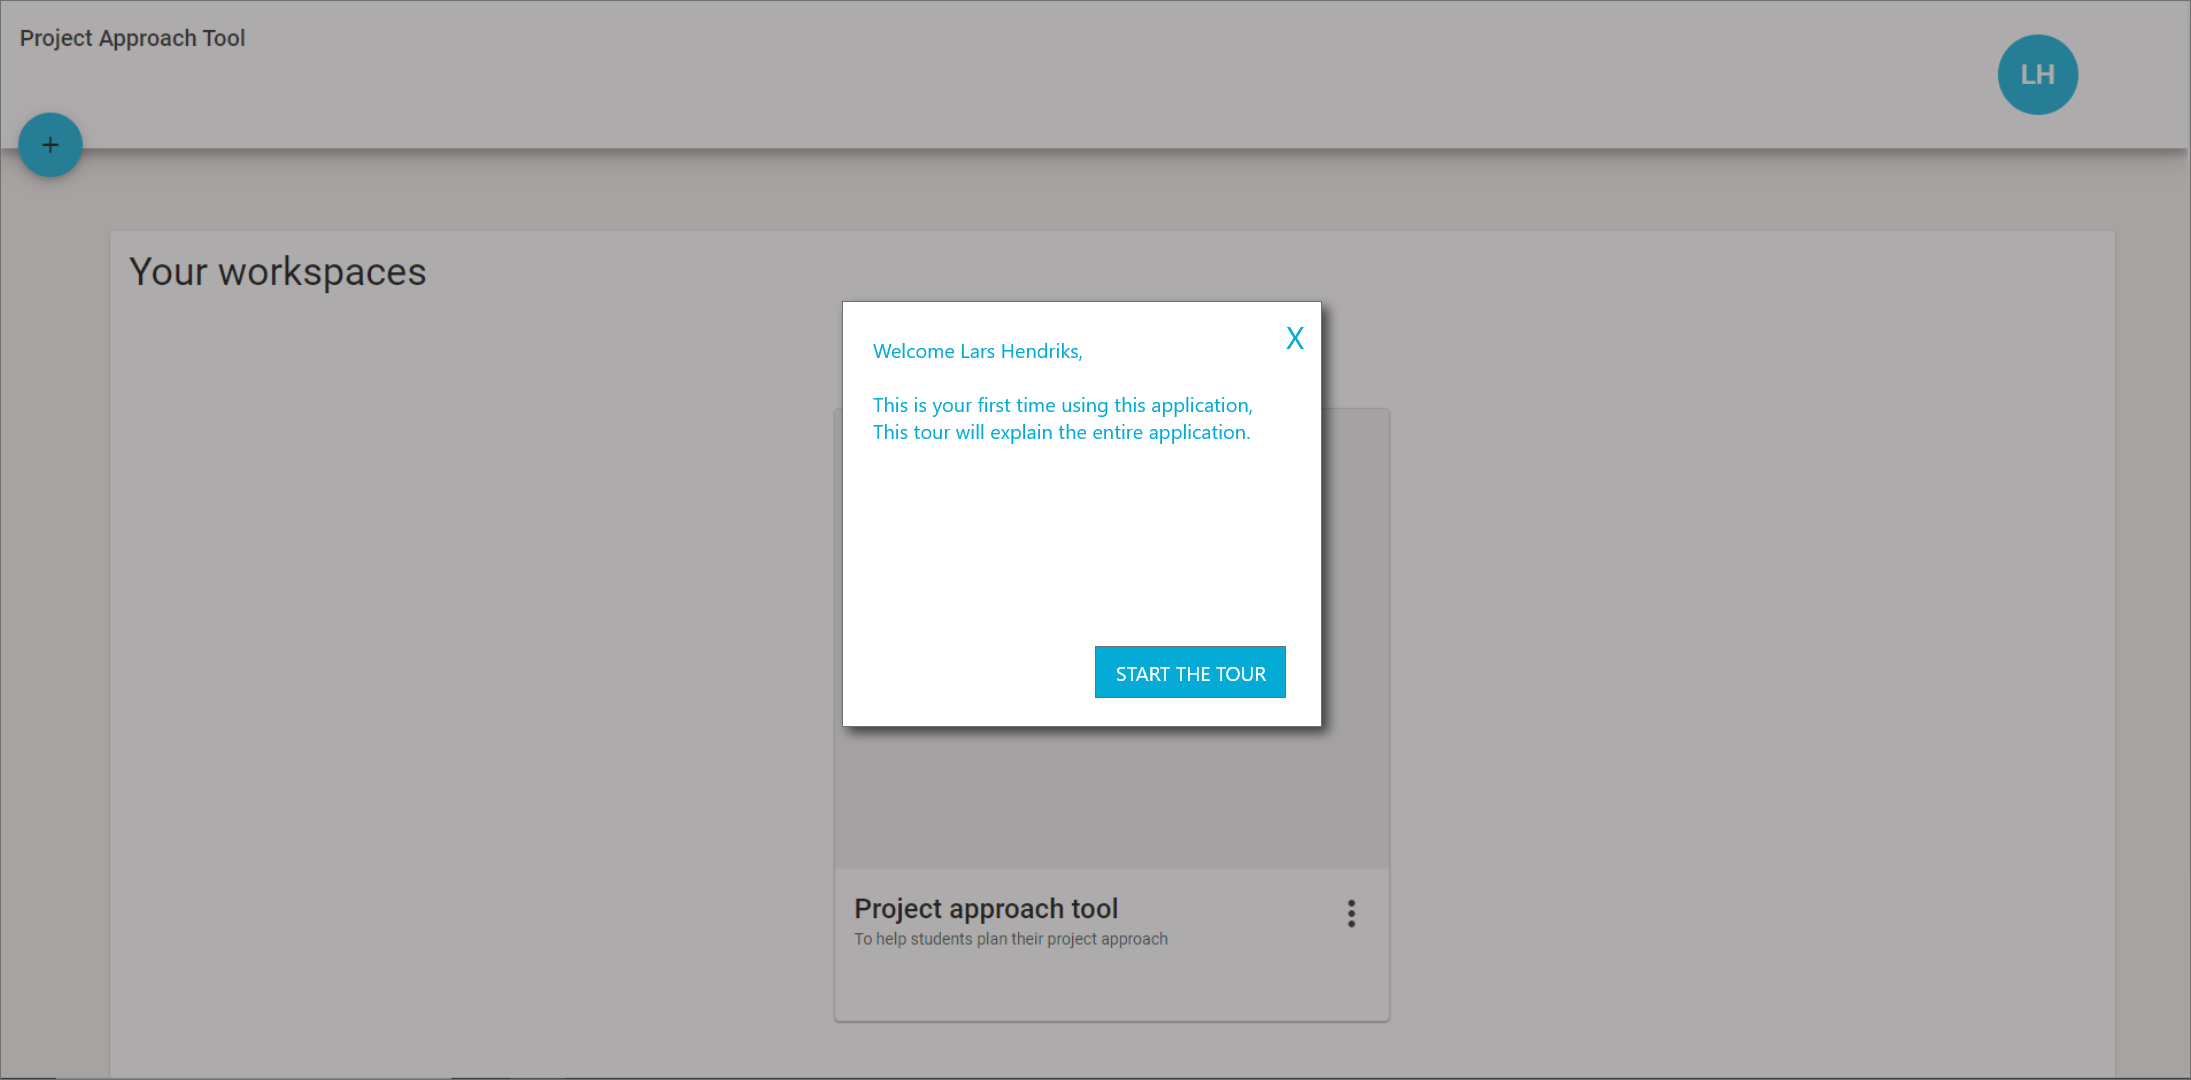 Project Approach Tool
LH
+
Your workspaces
X
Welcome Lars Hendriks,
This is your first time using this application,
This tour will explain the entire application.
START THE TOUR
Project approach tool
To help students plan their project approach